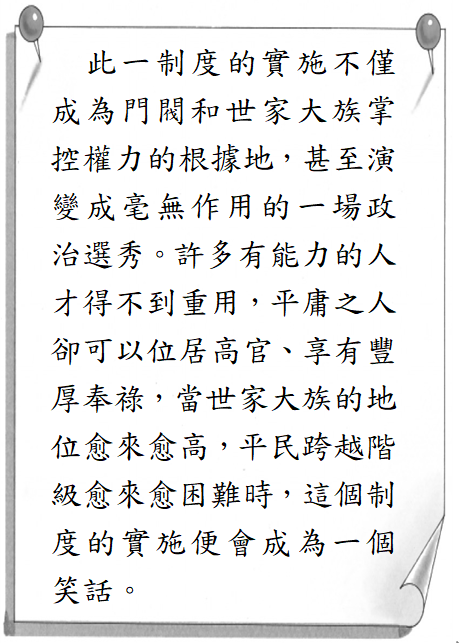 此一制度的實施不僅
成為門閥和世家大族掌
控權力的根據地，甚至演
變成毫無作用的一場政
治選秀。許多有能力的人
才得不到重用，平庸之人
卻可以位居高官、享有豐
厚奉祿，當世家大族的地
位愈來愈高，平民跨越階
級愈來愈困難時，這個制
度的實施便會成為一個
笑話。